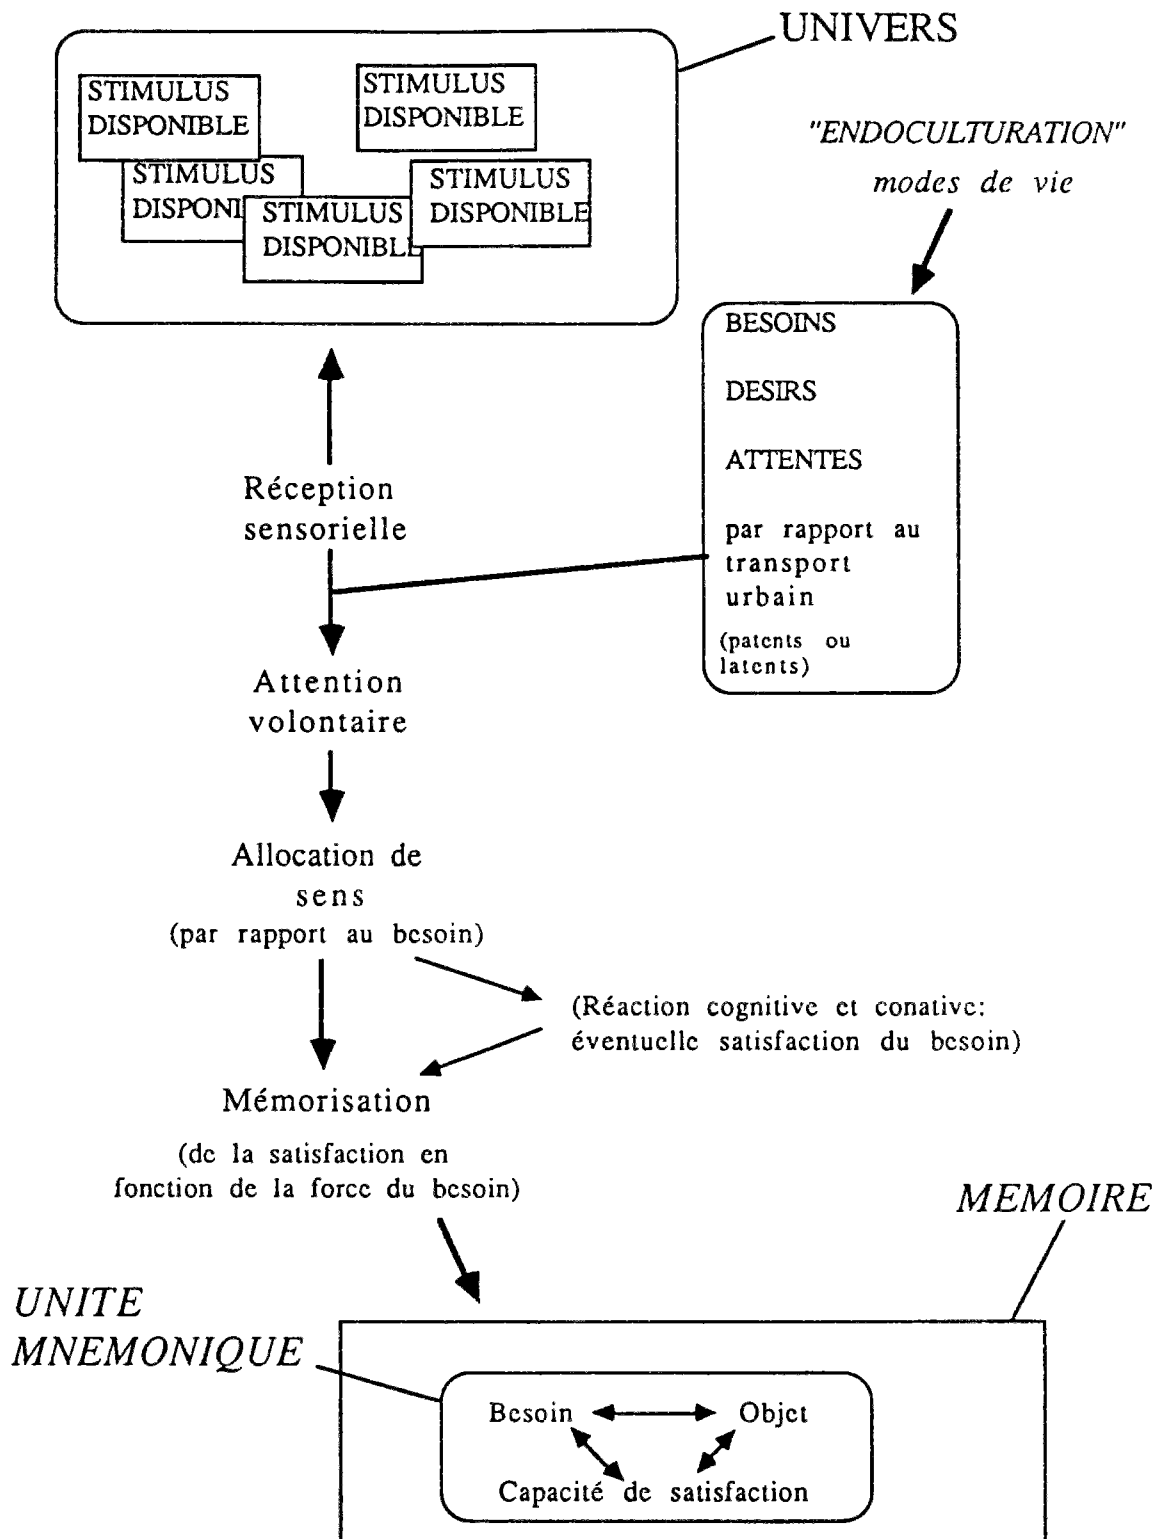 UNIVERS
STIMULUS
DISPONIBLE
STIMULUS
DISPONIBLE
STIMULUS
DISPONI
STIMULUS
DISPONIBLE
STIMULUS
DISPONIBLE
"ENDOCULTURATION"
modes de vie
BESOINS
DESIRS
ATTENTES
par rapport au
transport
urbain
(patents ou
latents)
Réception
sensorielle
Attention
volontaire
Allocation de
sens
(par rapport au besoin)
(Réaction cognitive et conative:
éventuelle satisfaction du besoin)
Mémorisation
(de la satisfaction en
fonction de la force du besoin)
MEMOIRE
UNITE
MNEMONIQUE
Besoin Objet
Capacité de satisfaction